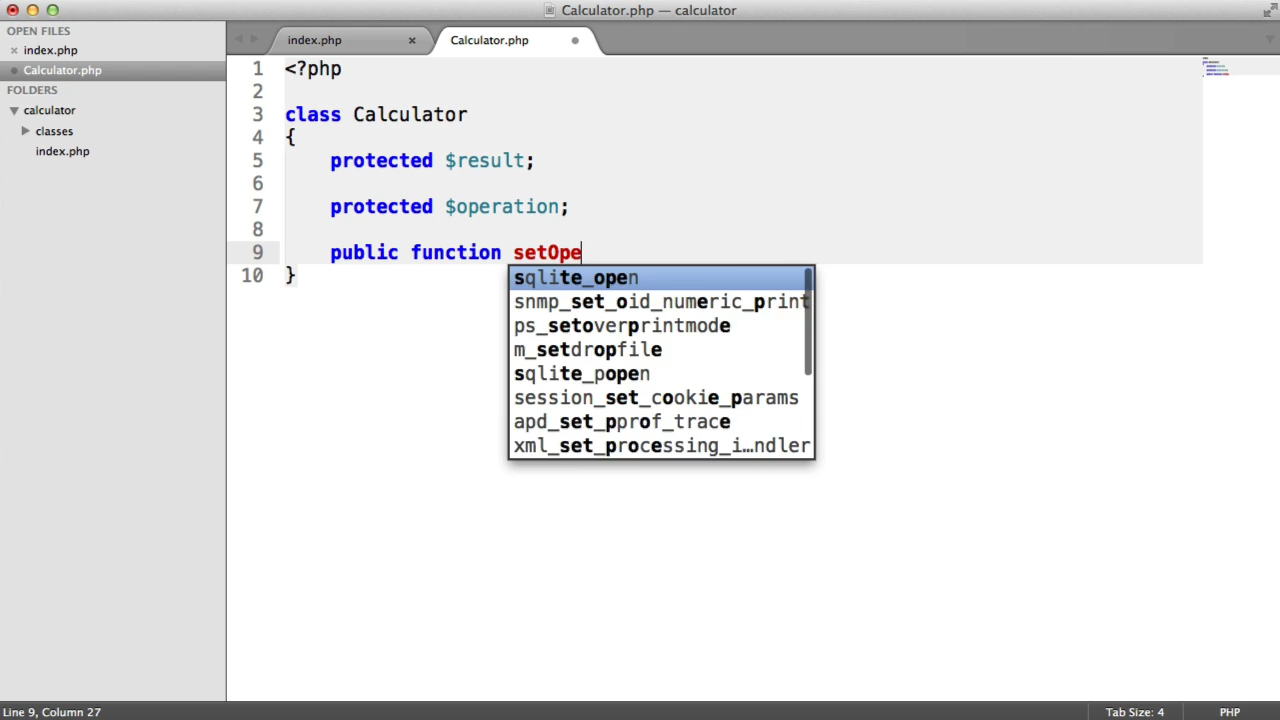 Calculator.php — calculator
OPEN FILES
× index.php
Calculator.php
FOLDERS
calculator
classes
index.php
index.php ×
Calculator.php
1 <?php
2
3 class Calculator
4 {
5 protected $result;
6
7 protected $operation;
8
9 public function setOpe
10 }
sqlite_open
snmp_set_oid_numeric_print
ps_setoverprintmode
m_setdropfile
sqlite_popen
session_set_cookie_params
apd_set_pprof_trace
xml_set_processing_i…ndler
Line 9, Column 27
Tab Size: 4
PHP